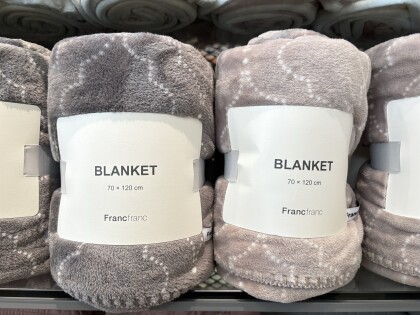 BLANKET
70 × 120 cm
Francfranc
BLANKET
70 × 120 cm
Francfranc